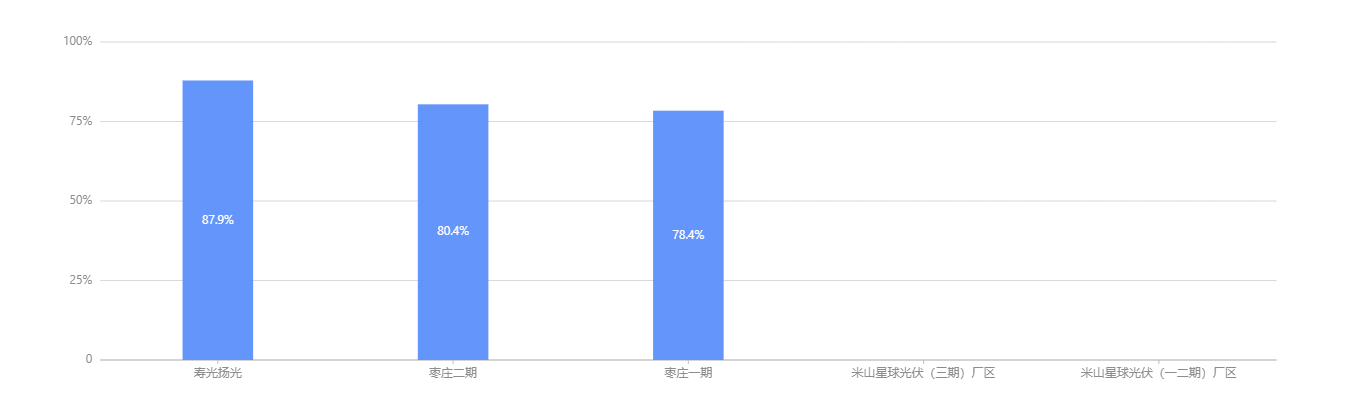 100%
75%
50%
25%
0
87.9%
80.4%
78.4%
寿光扬光
枣庄二期
枣庄一期
米山星球光伏（三期）厂区
米山星球光伏（一二期）厂区